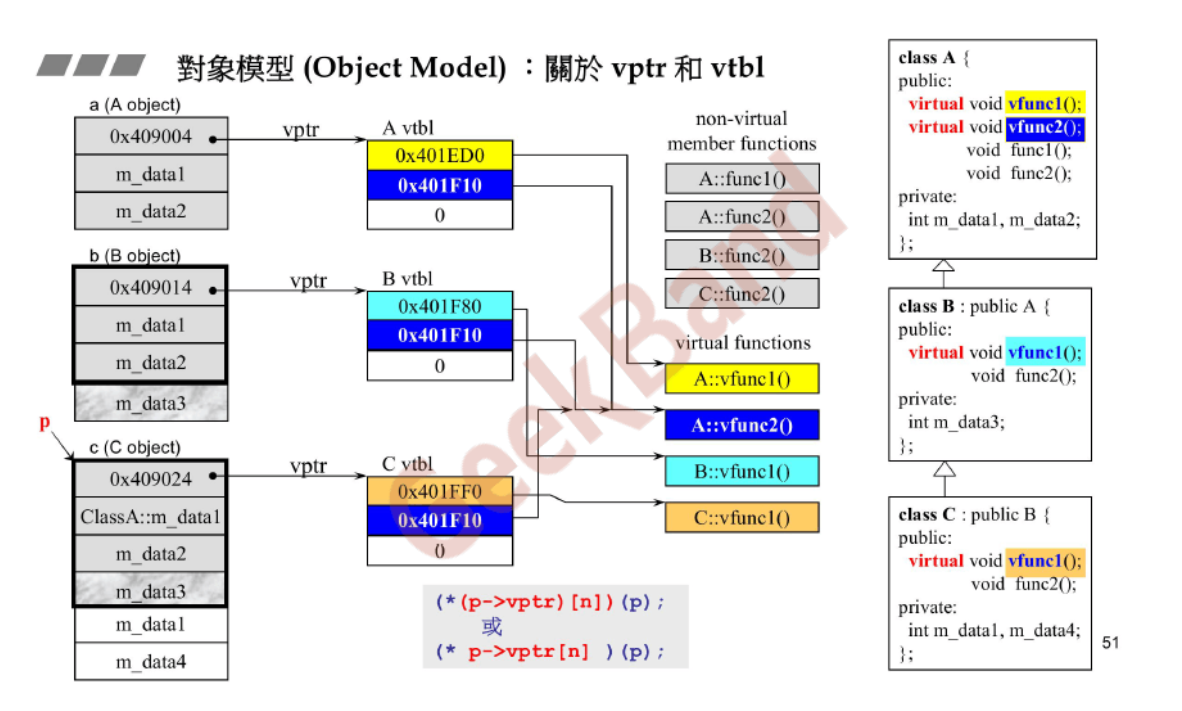 對象模型 (Object Model) ：關於 vptr 和 vtbl
a (A object)
0x409004
m_data1
m_data2
vptr
A vtbl
0x401ED0
0x401F10
0
b (B object)
0x409014
m_data1
m_data2
m_data3
vptr
B vtbl
0x401F80
0x401F10
0
p
c (C object)
0x409024
ClassA::m_data1
m_data2
m_data3
m_data1
m_data4
vptr
C vtbl
0x401FF0
0x401F10
0
(*(p->vptr)[n])(p);
或
(* p->vptr[n] )(p);
non-virtual
member functions
A::func1()
A::func2()
B::func2()
C::func2()
virtual functions
A::vfunc1()
A::vfunc2()
B::vfunc1()
C::vfunc1()
GeekBand
class A {
public:
virtual void vfunc1();
virtual void vfunc2();
void func1();
void func2();
private:
int m_data1, m_data2;
};
class B : public A {
public:
virtual void vfunc1();
void func2();
private:
int m_data3;
};
class C : public B {
public:
virtual void vfunc1();
void func2();
private:
int m_data1, m_data4;
};
51